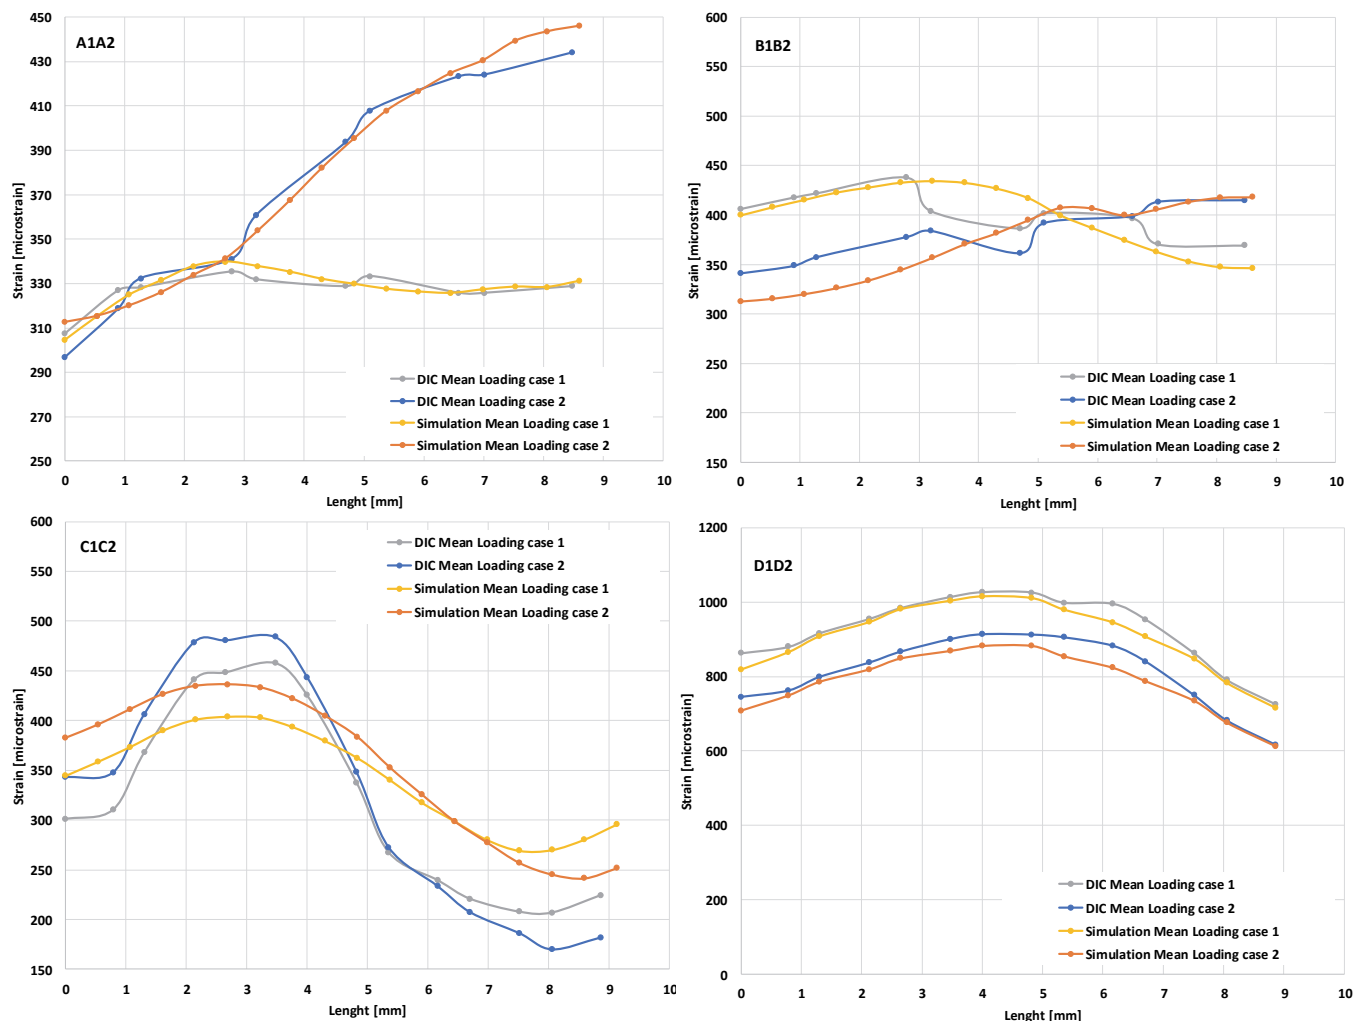 A1A2
Strain [microstrain]
450
430
410
390
370
350
330
310
290
270
250
0 1 2 3 4 5 6 7 8 9 10
Lenght [mm]
DIC Mean Loading case 1
DIC Mean Loading case 2
Simulation Mean Loading case 1
Simulation Mean Loading case 2
B1B2
Strain [microstrain]
600
550
500
450
400
350
300
250
200
150
0 1 2 3 4 5 6 7 8 9 10
Lenght [mm]
DIC Mean Loading case 1
DIC Mean Loading case 2
Simulation Mean Loading case 1
Simulation Mean Loading case 2
C1C2
Strain [microstrain]
600
550
500
450
400
350
300
250
200
150
0 1 2 3 4 5 6 7 8 9 10
Lenght [mm]
DIC Mean Loading case 1
DIC Mean Loading case 2
Simulation Mean Loading case 1
Simulation Mean Loading case 2
D1D2
Strain [microstrain]
1200
1000
800
600
400
200
0
0 1 2 3 4 5 6 7 8 9 10
Lenght [mm]
DIC Mean Loading case 1
DIC Mean Loading case 2
Simulation Mean Loading case 1
Simulation Mean Loading case 2